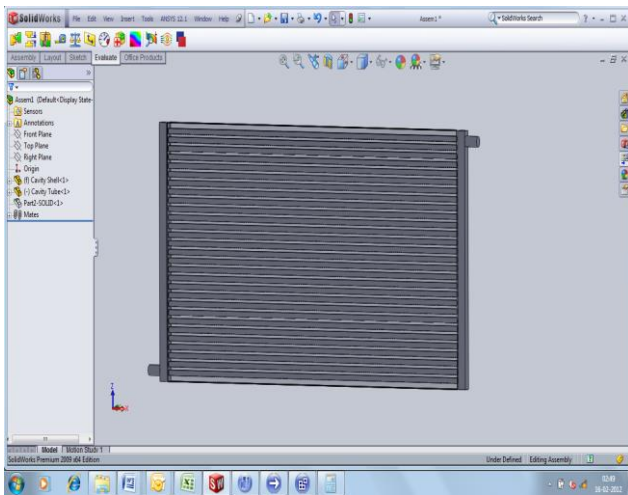 SolidWorks File Edit View Insert Tools ANSYS 12.1 Window Help Assem1 * SolidWorks Search
Assembly Layout Sketch Evaluate Office Products
Assem1 (Default<Display State-
Sensors
Annotations
Front Plane
Top Plane
Right Plane
Origin
(f) Cavity Shell<1>
(-) Cavity Tube<1>
Part2-SOLID<1>
Mates
Z
Model Motion Study 1
SolidWorks Premium 2009 x64 Edition Under Defined Editing Assembly
02:49
16-02-2012